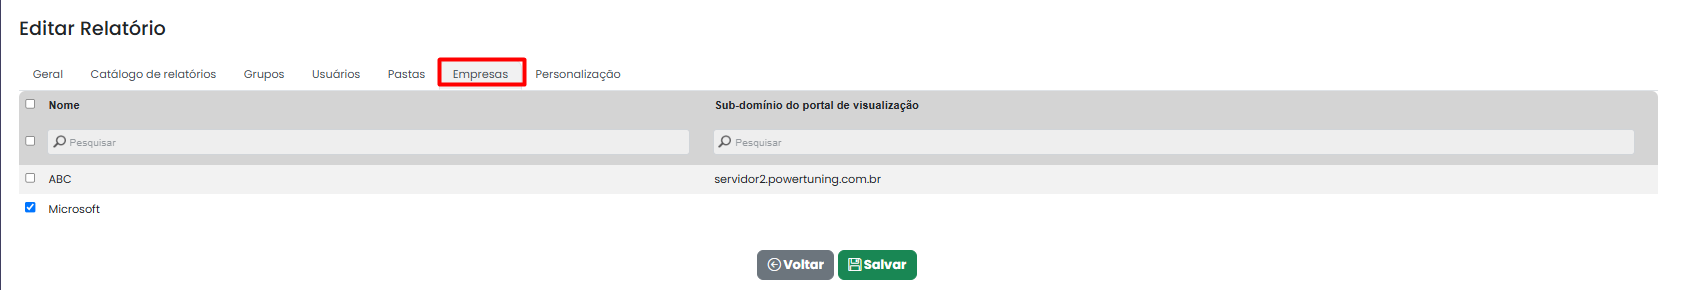 Editar Relatório
Geral Catálogo de relatórios Grupos Usuários Pastas Empresas Personalização
Nome Sub-domínio do portal de visualização
Pesquisar Pesquisar
ABC servidor2.powertuning.com.br
Microsoft
Voltar Salvar